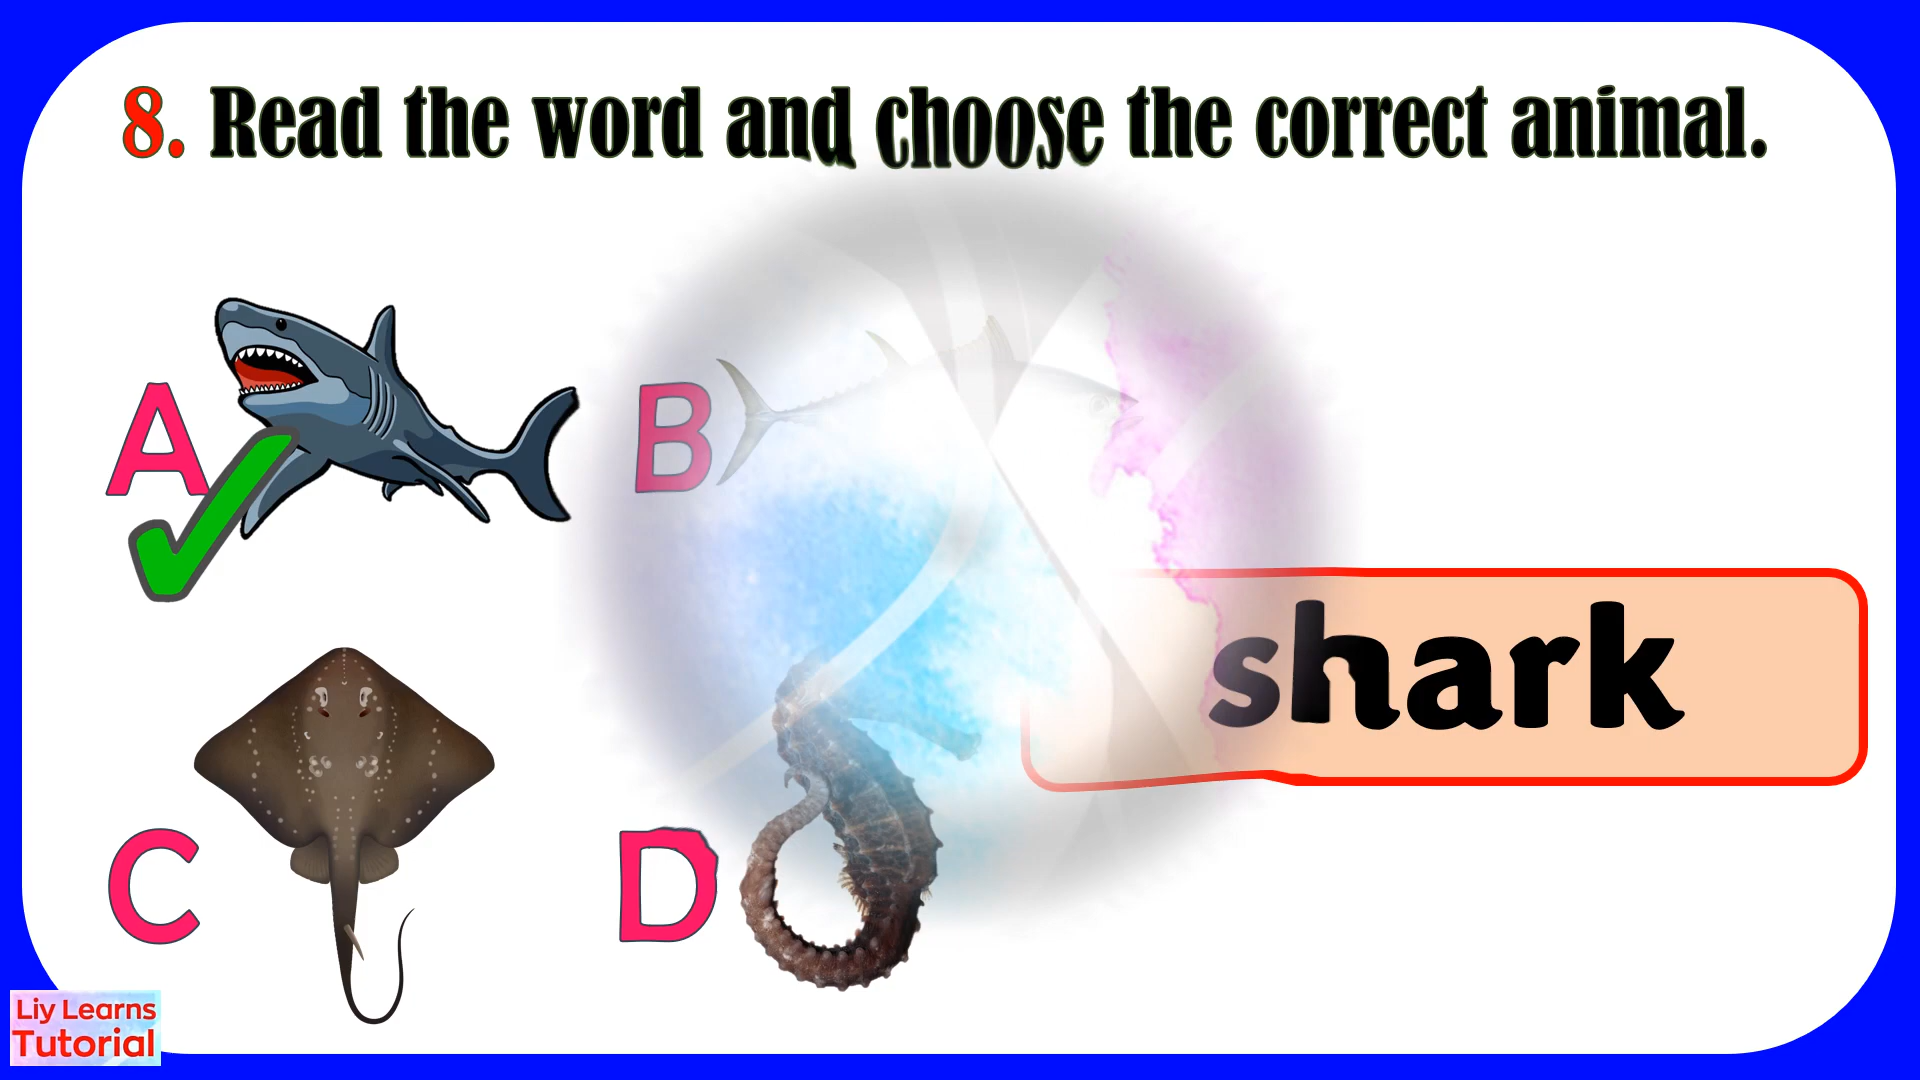 8. Read the word and choose the correct animal.
A
B
shark
C
D
Liy Learns
Tutorial